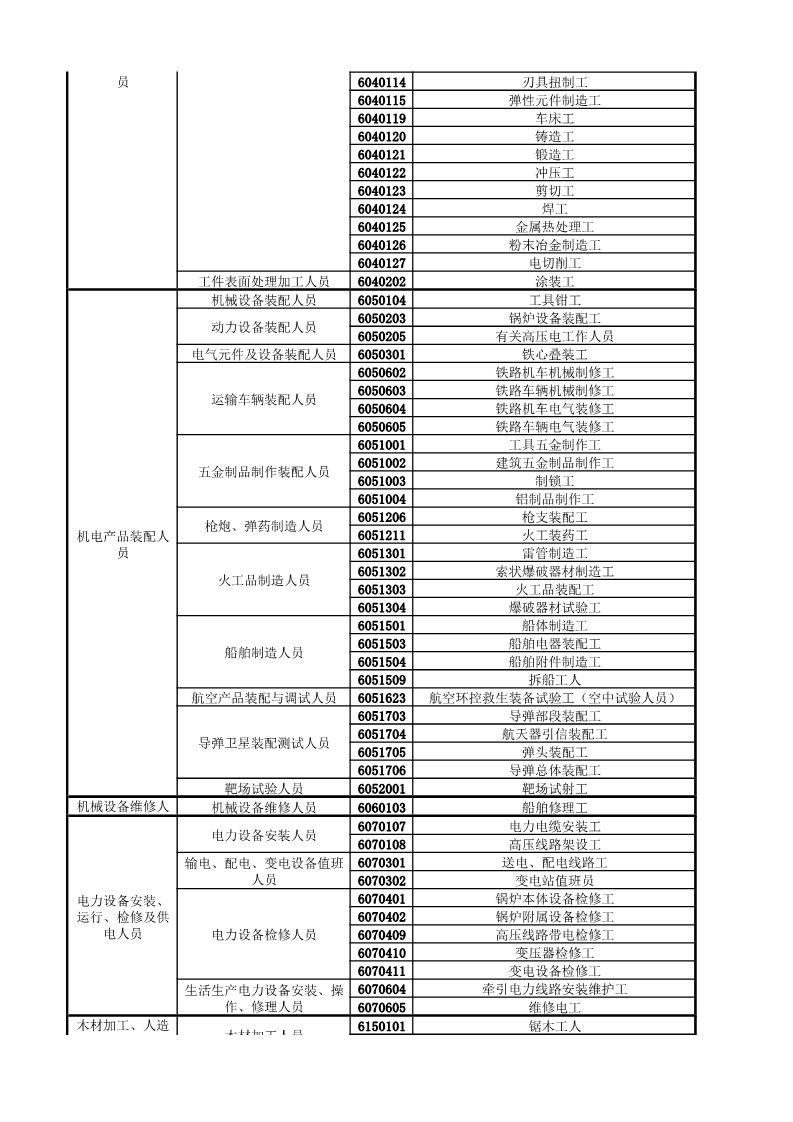 员
6040114 刃具扭制工
6040115 弹性元件制造工
6040119 车床工
6040120 铸造工
6040121 锻造工
6040122 冲压工
6040123 剪切工
6040124 焊工
6040125 金属热处理工
6040126 粉末冶金制造工
6040127 电切削工
工件表面处理加工人员 6040202 涂装工
机电产品装配人
员
机械设备装配人员 6050104 工具钳工
动力设备装配人员
6050203 锅炉设备装配工
6050205 有关高压电工作人员
电气元件及设备装配人员 6050301 铁心叠装工
运输车辆装配人员
6050602 铁路机车机械制修工
6050603 铁路车辆机械制修工
6050604 铁路机车电气装修工
6050605 铁路车辆电气装修工
五金制品制作装配人员
6051001 工具五金制作工
6051002 建筑五金制品制作工
6051003 制锁工
6051004 铝制品制作工
枪炮、弹药制造人员
6051206 枪支装配工
6051211 火工装药工
火工品制造人员
6051301 雷管制造工
6051302 索状爆破器材制造工
6051303 火工品装配工
6051304 爆破器材试验工
船舶制造人员
6051501 船体制造工
6051503 船舶电器装配工
6051504 船舶附件制造工
6051509 拆船工人
航空产品装配与调试人员 6051623 航空环控救生装备试验工（空中试验人员）
导弹卫星装配测试人员
6051703 导弹部段装配工
6051704 航天器引信装配工
6051705 弹头装配工
6051706 导弹总体装配工
靶场试验人员 6052001 靶场试射工
机械设备维修人 机械设备维修人员 6060103 船舶修理工
电力设备安装、
运行、检修及供
电人员
电力设备安装人员
6070107 电力电缆安装工
6070108 高压线路架设工
输电、配电、变电设备值班
人员
6070301 送电、配电线路工
6070302 变电站值班员
电力设备检修人员
6070401 锅炉本体设备检修工
6070402 锅炉附属设备检修工
6070409 高压线路带电检修工
6070410 变压器检修工
6070411 变电设备检修工
生活生产电力设备安装、操
作、修理人员
6070604 牵引电力线路安装维护工
6070605 维修电工
木材加工、人造
木材加工人员
6150101 锯木工人